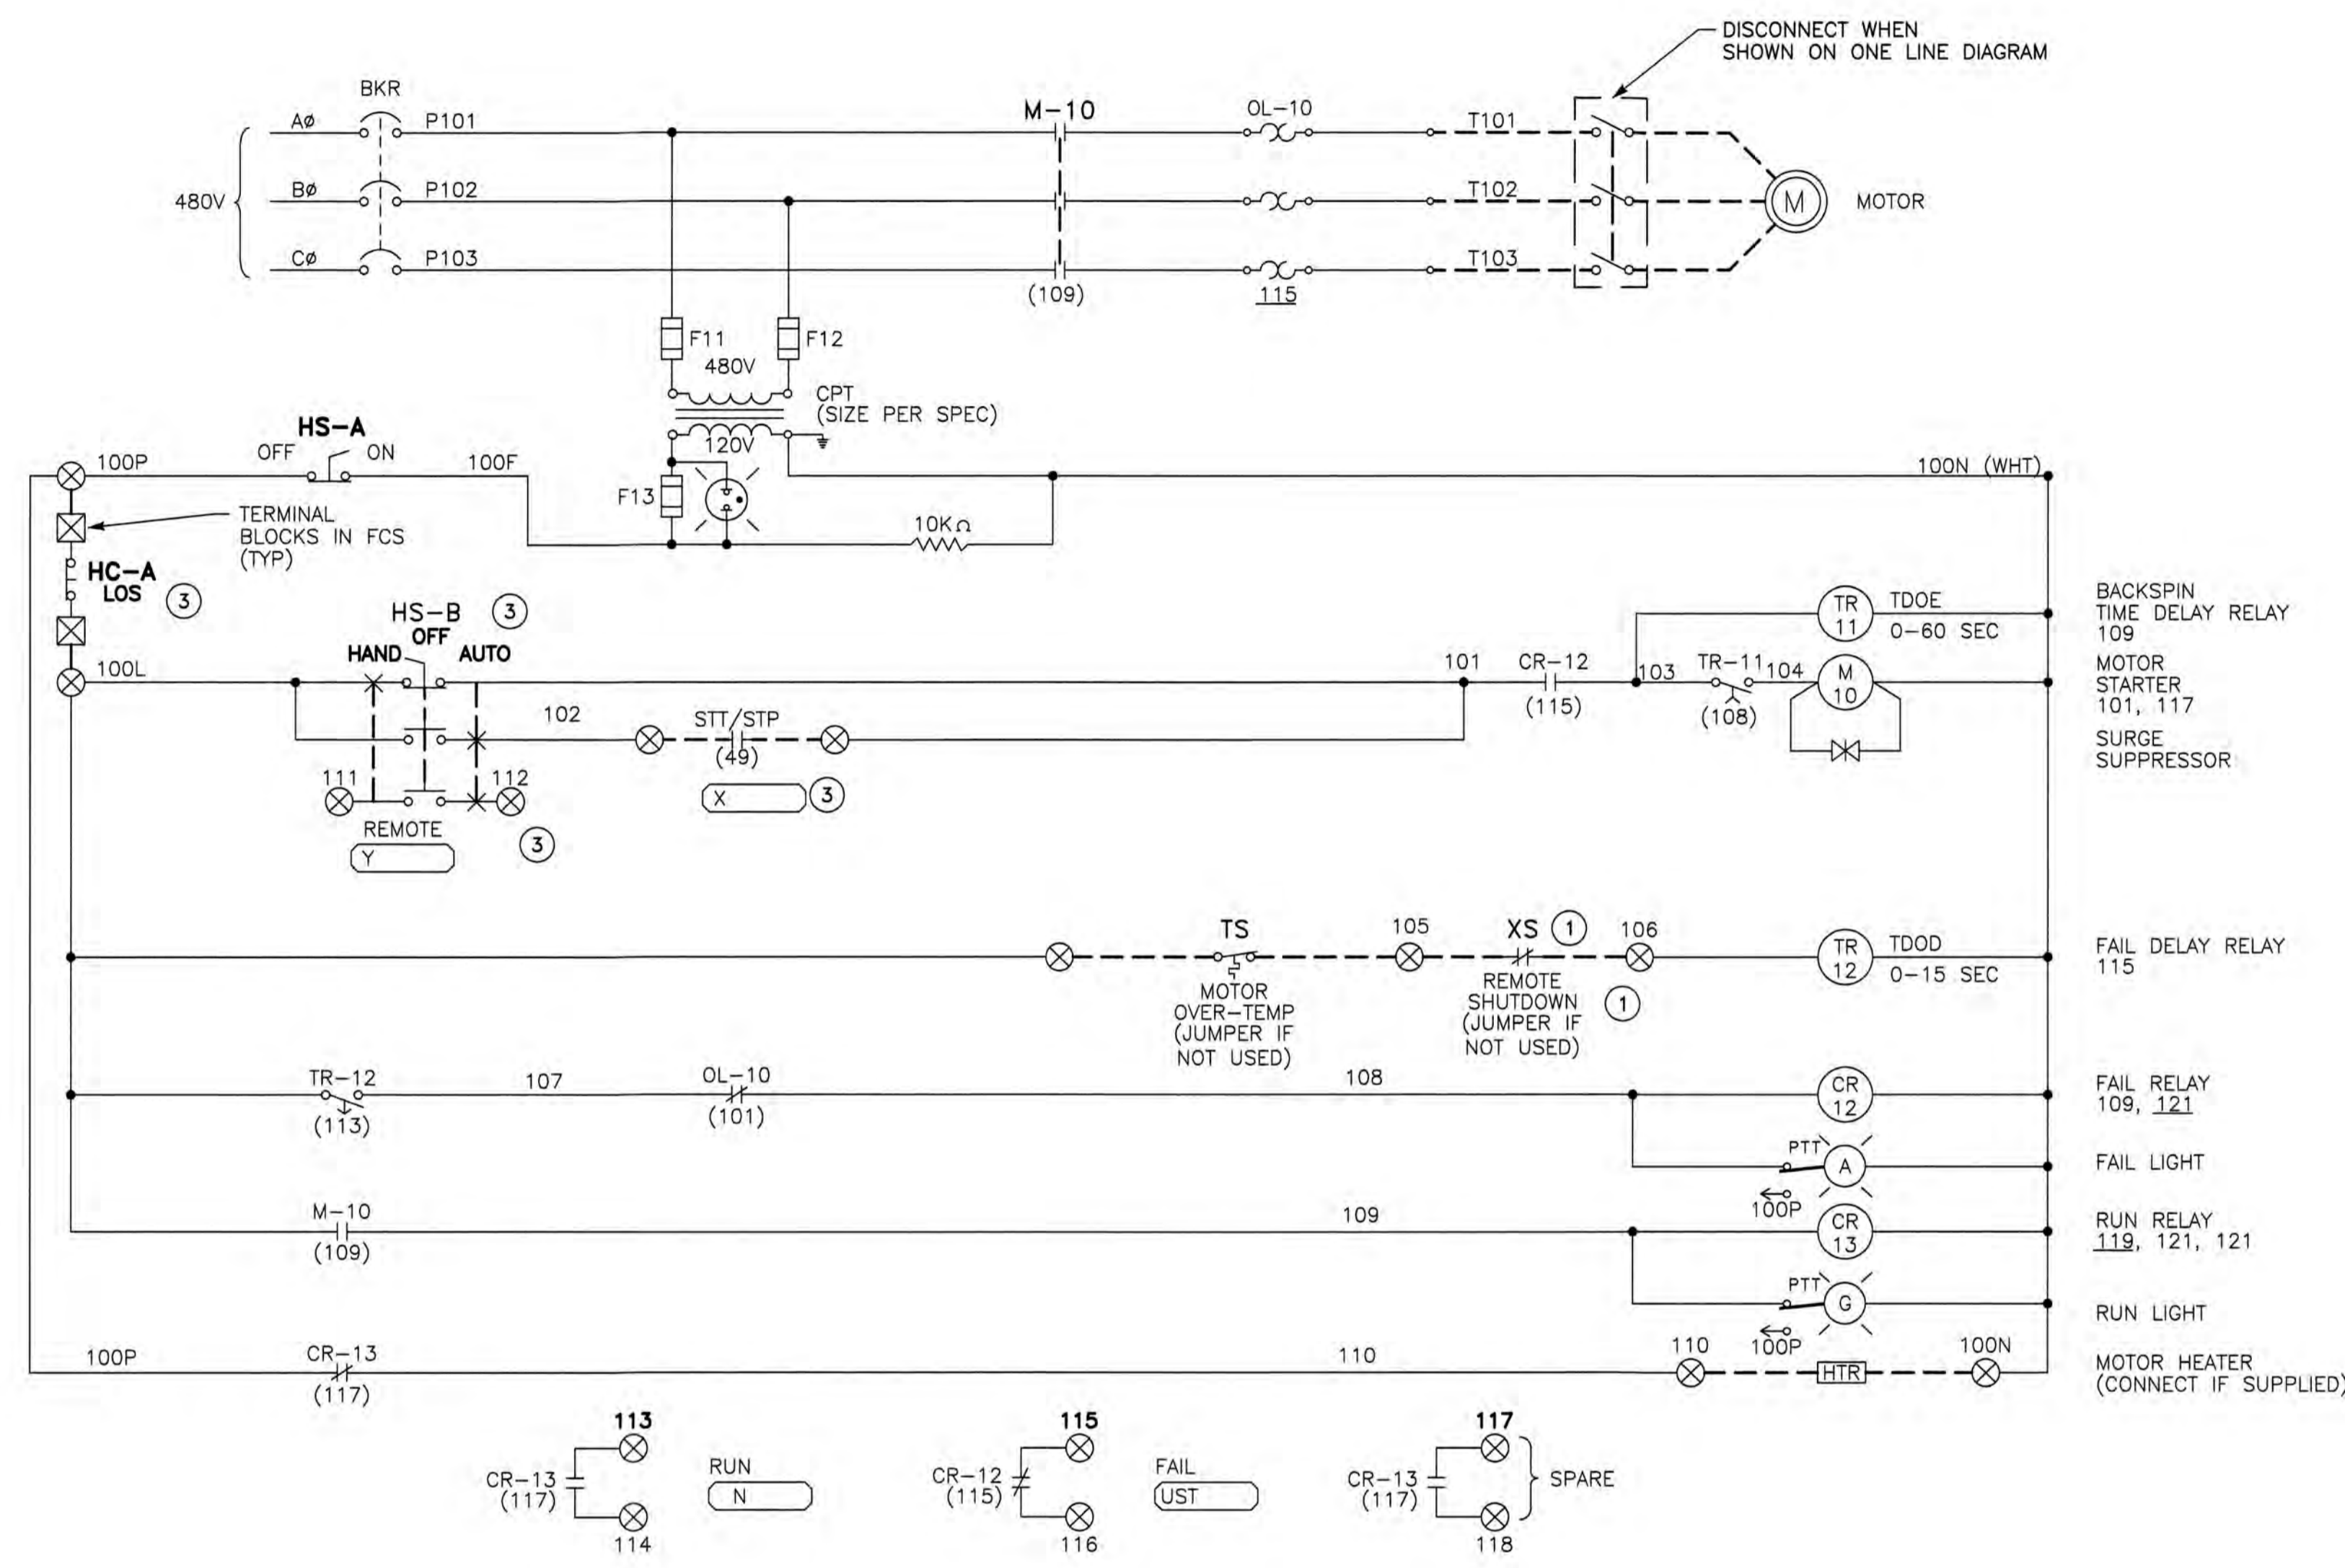 DISCONNECT WHEN
SHOWN ON ONE LINE DIAGRAM
BKR
480V
AØ
P101
M-10
OL-10
T101
BØ
P102
T102
M
MOTOR
CØ
P103
T103
(109)
115
F11
F12
480V
CPT
(SIZE PER SPEC)
120V
HS-A
OFF
ON
100P
100F
F13
10KΩ
100N (WHT)
TERMINAL
BLOCKS IN FCS
(TYP)
HC-A
LOS
3
HS-B
3
OFF
HAND
AUTO
100L
101
CR-12
(115)
103
TR-11
(108)
104
TR
11
TDOE
0-60 SEC
BACKSPIN
TIME DELAY RELAY
109
M
10
MOTOR
STARTER
101, 117
SURGE
SUPPRESSOR
102
STT/STP
(49)
X
3
111
112
REMOTE
Y
3
TS
MOTOR
OVER-TEMP
(JUMPER IF
NOT USED)
105
XS
1
REMOTE
SHUTDOWN
(JUMPER IF
NOT USED)
1
106
TR
12
TDOD
0-15 SEC
FAIL DELAY RELAY
115
TR-12
(113)
107
OL-10
(101)
108
CR
12
FAIL RELAY
109, 121
PTT
A
100P
FAIL LIGHT
M-10
(109)
109
CR
13
RUN RELAY
119, 121, 121
PTT
G
100P
RUN LIGHT
100P
CR-13
(117)
110
110
HTR
100N
MOTOR HEATER
(CONNECT IF SUPPLIED)
113
CR-13
(117)
114
RUN
N
115
CR-12
(115)
116
FAIL
UST
117
CR-13
(117)
118
SPARE